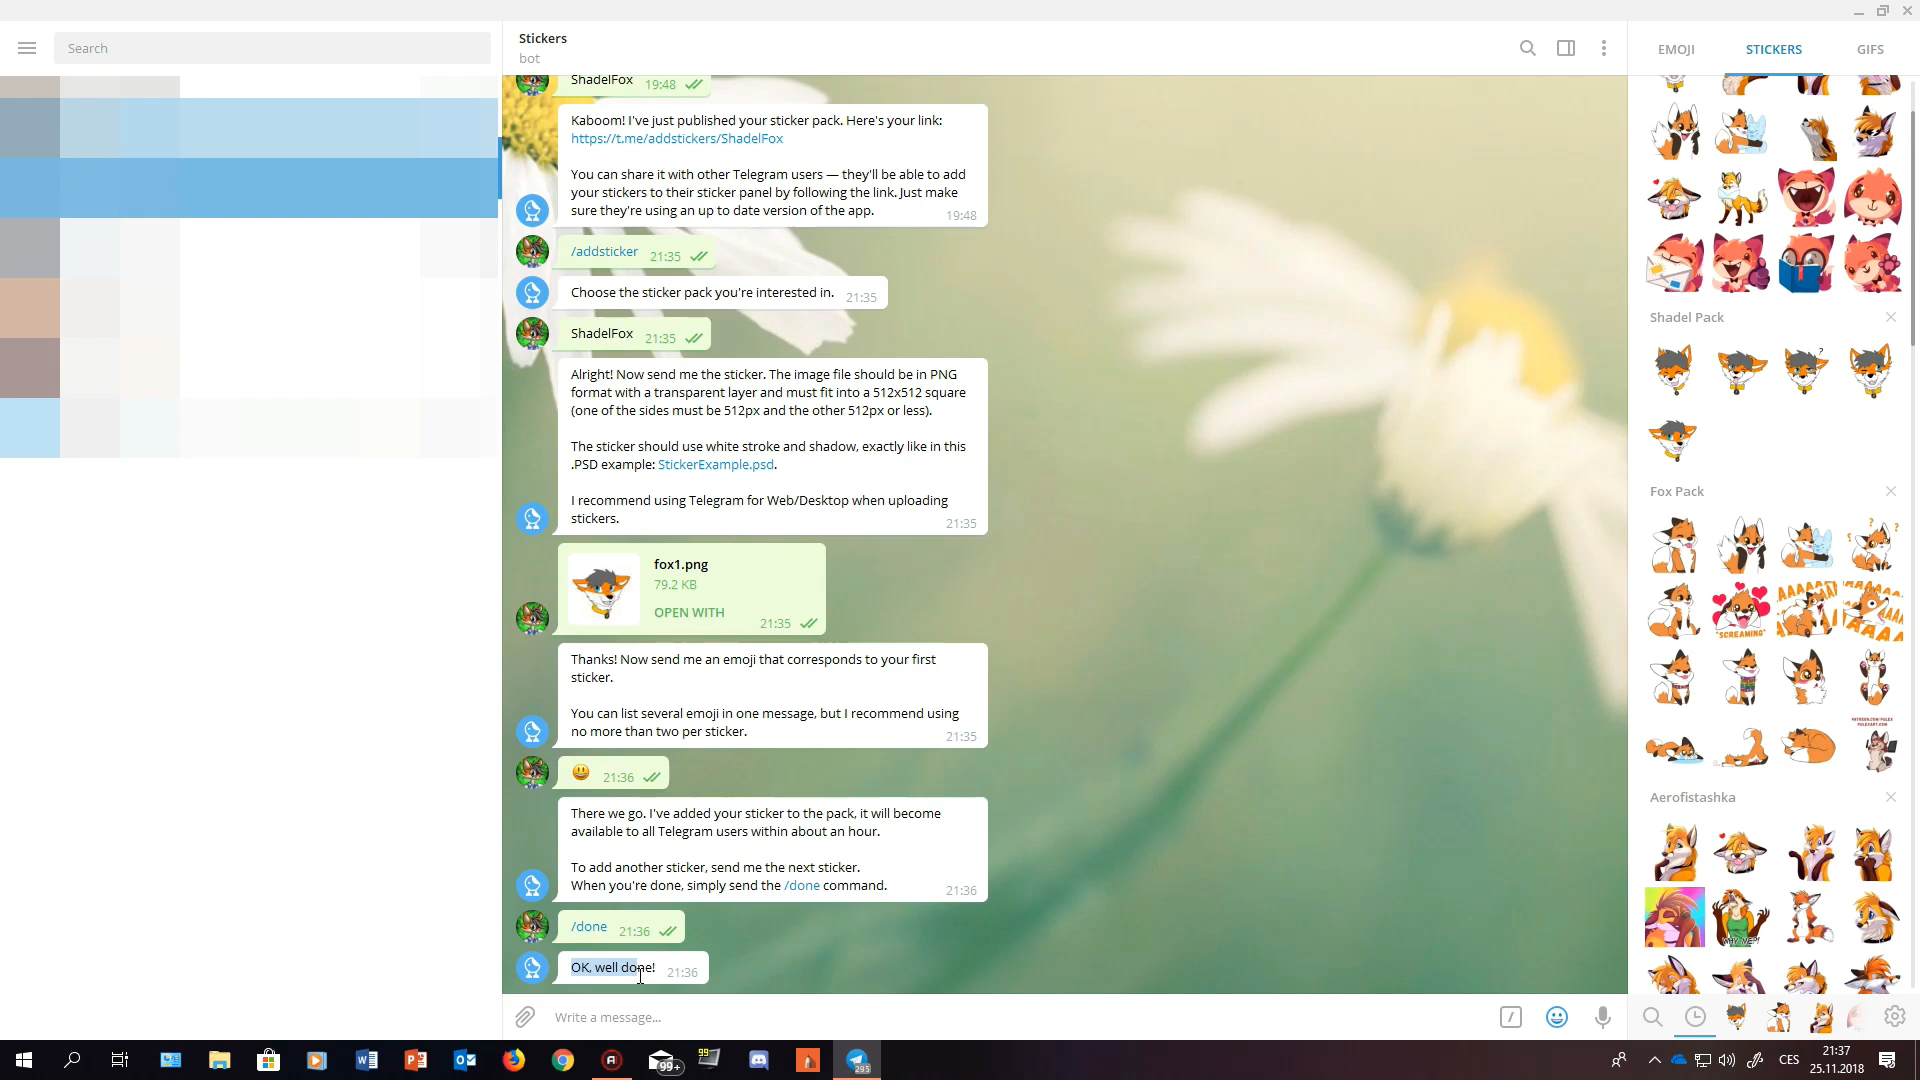 Search
Stickers
bot
EMOJI
STICKERS
GIFS
ShadelFox
19:48
Kaboom! I've just published your sticker pack. Here's your link:
https://t.me/addstickers/ShadelFox
You can share it with other Telegram users — they'll be able to add
your stickers to their sticker panel by following the link. Just make
sure they're using an up to date version of the app.
19:48
/addsticker
21:35
Choose the sticker pack you're interested in.
21:35
ShadelFox
21:35
Alright! Now send me the sticker. The image file should be in PNG
format with a transparent layer and must fit into a 512x512 square
(one of the sides must be 512px and the other 512px or less).
The sticker should use white stroke and shadow, exactly like in this
.PSD example: StickerExample.psd.
I recommend using Telegram for Web/Desktop when uploading
stickers.
21:35
fox1.png
79.2 KB
OPEN WITH
21:35
Thanks! Now send me an emoji that corresponds to your first
sticker.
You can list several emoji in one message, but I recommend using
no more than two per sticker.
21:35
21:36
There we go. I've added your sticker to the pack, it will become
available to all Telegram users within about an hour.
To add another sticker, send me the next sticker.
When you're done, simply send the /done command.
21:36
/done
21:36
OK, well done!
21:36
Write a message...
Shadel Pack
?
Fox Pack
? ?
*SCREAMING*
Aerofistashka
99+
99
295
CES
21:37
25.11.2018